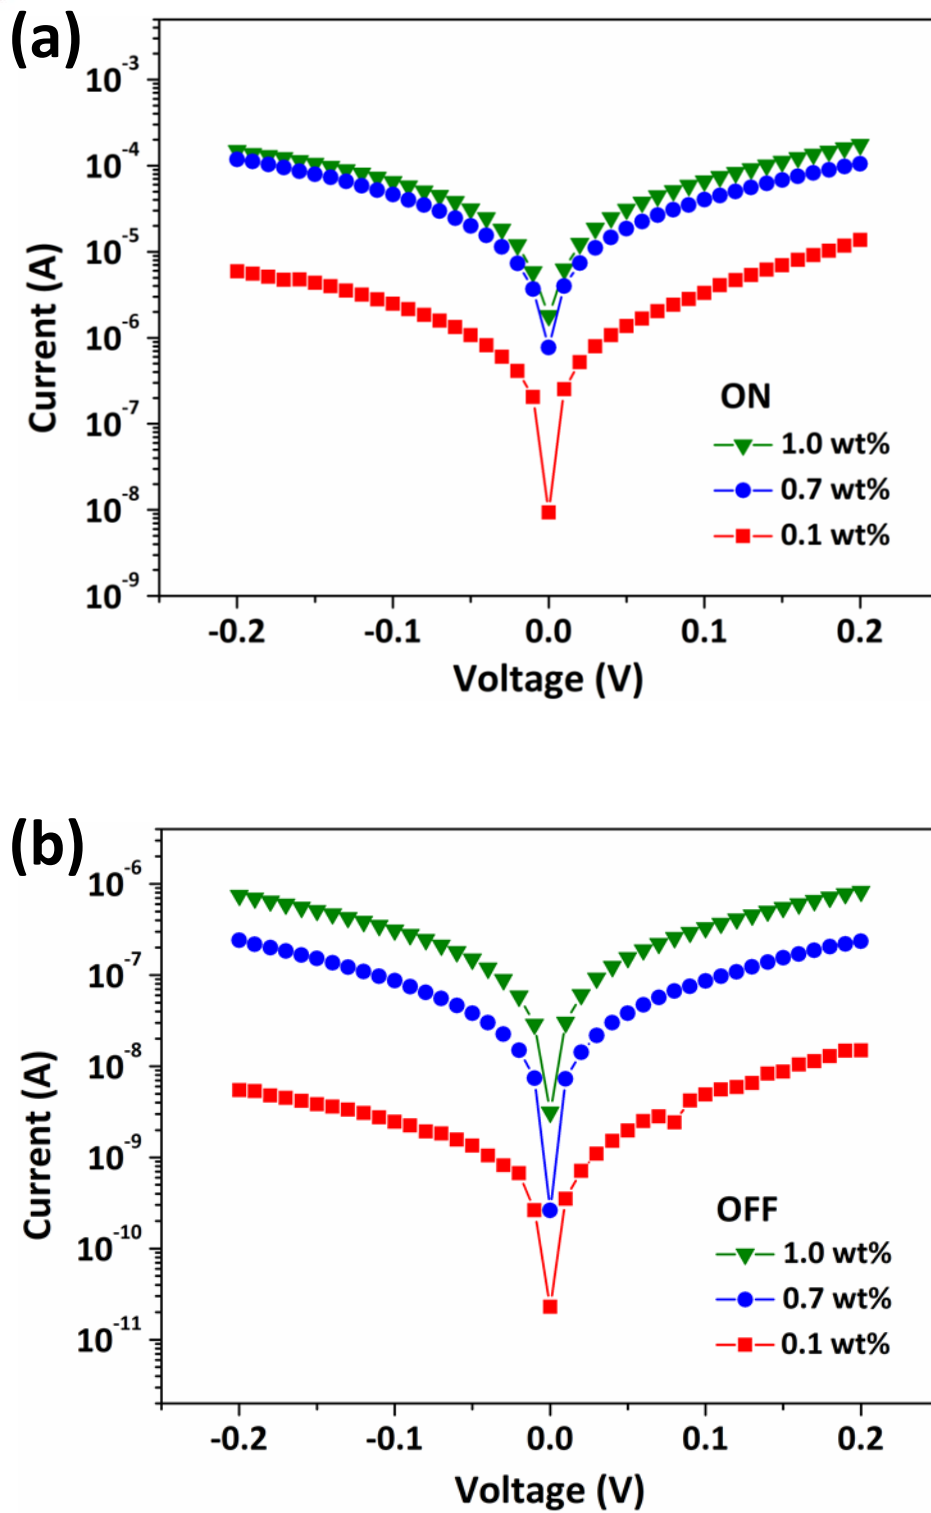 (a)
10⁻³
10⁻⁴
10⁻⁵
10⁻⁶
10⁻⁷
10⁻⁸
10⁻⁹
Current (A)
ON
1.0 wt%
0.7 wt%
0.1 wt%
-0.2 -0.1 0.0 0.1 0.2
Voltage (V)
(b)
10⁻⁶
10⁻⁷
10⁻⁸
10⁻⁹
10⁻¹⁰
10⁻¹¹
Current (A)
OFF
1.0 wt%
0.7 wt%
0.1 wt%
-0.2 -0.1 0.0 0.1 0.2
Voltage (V)